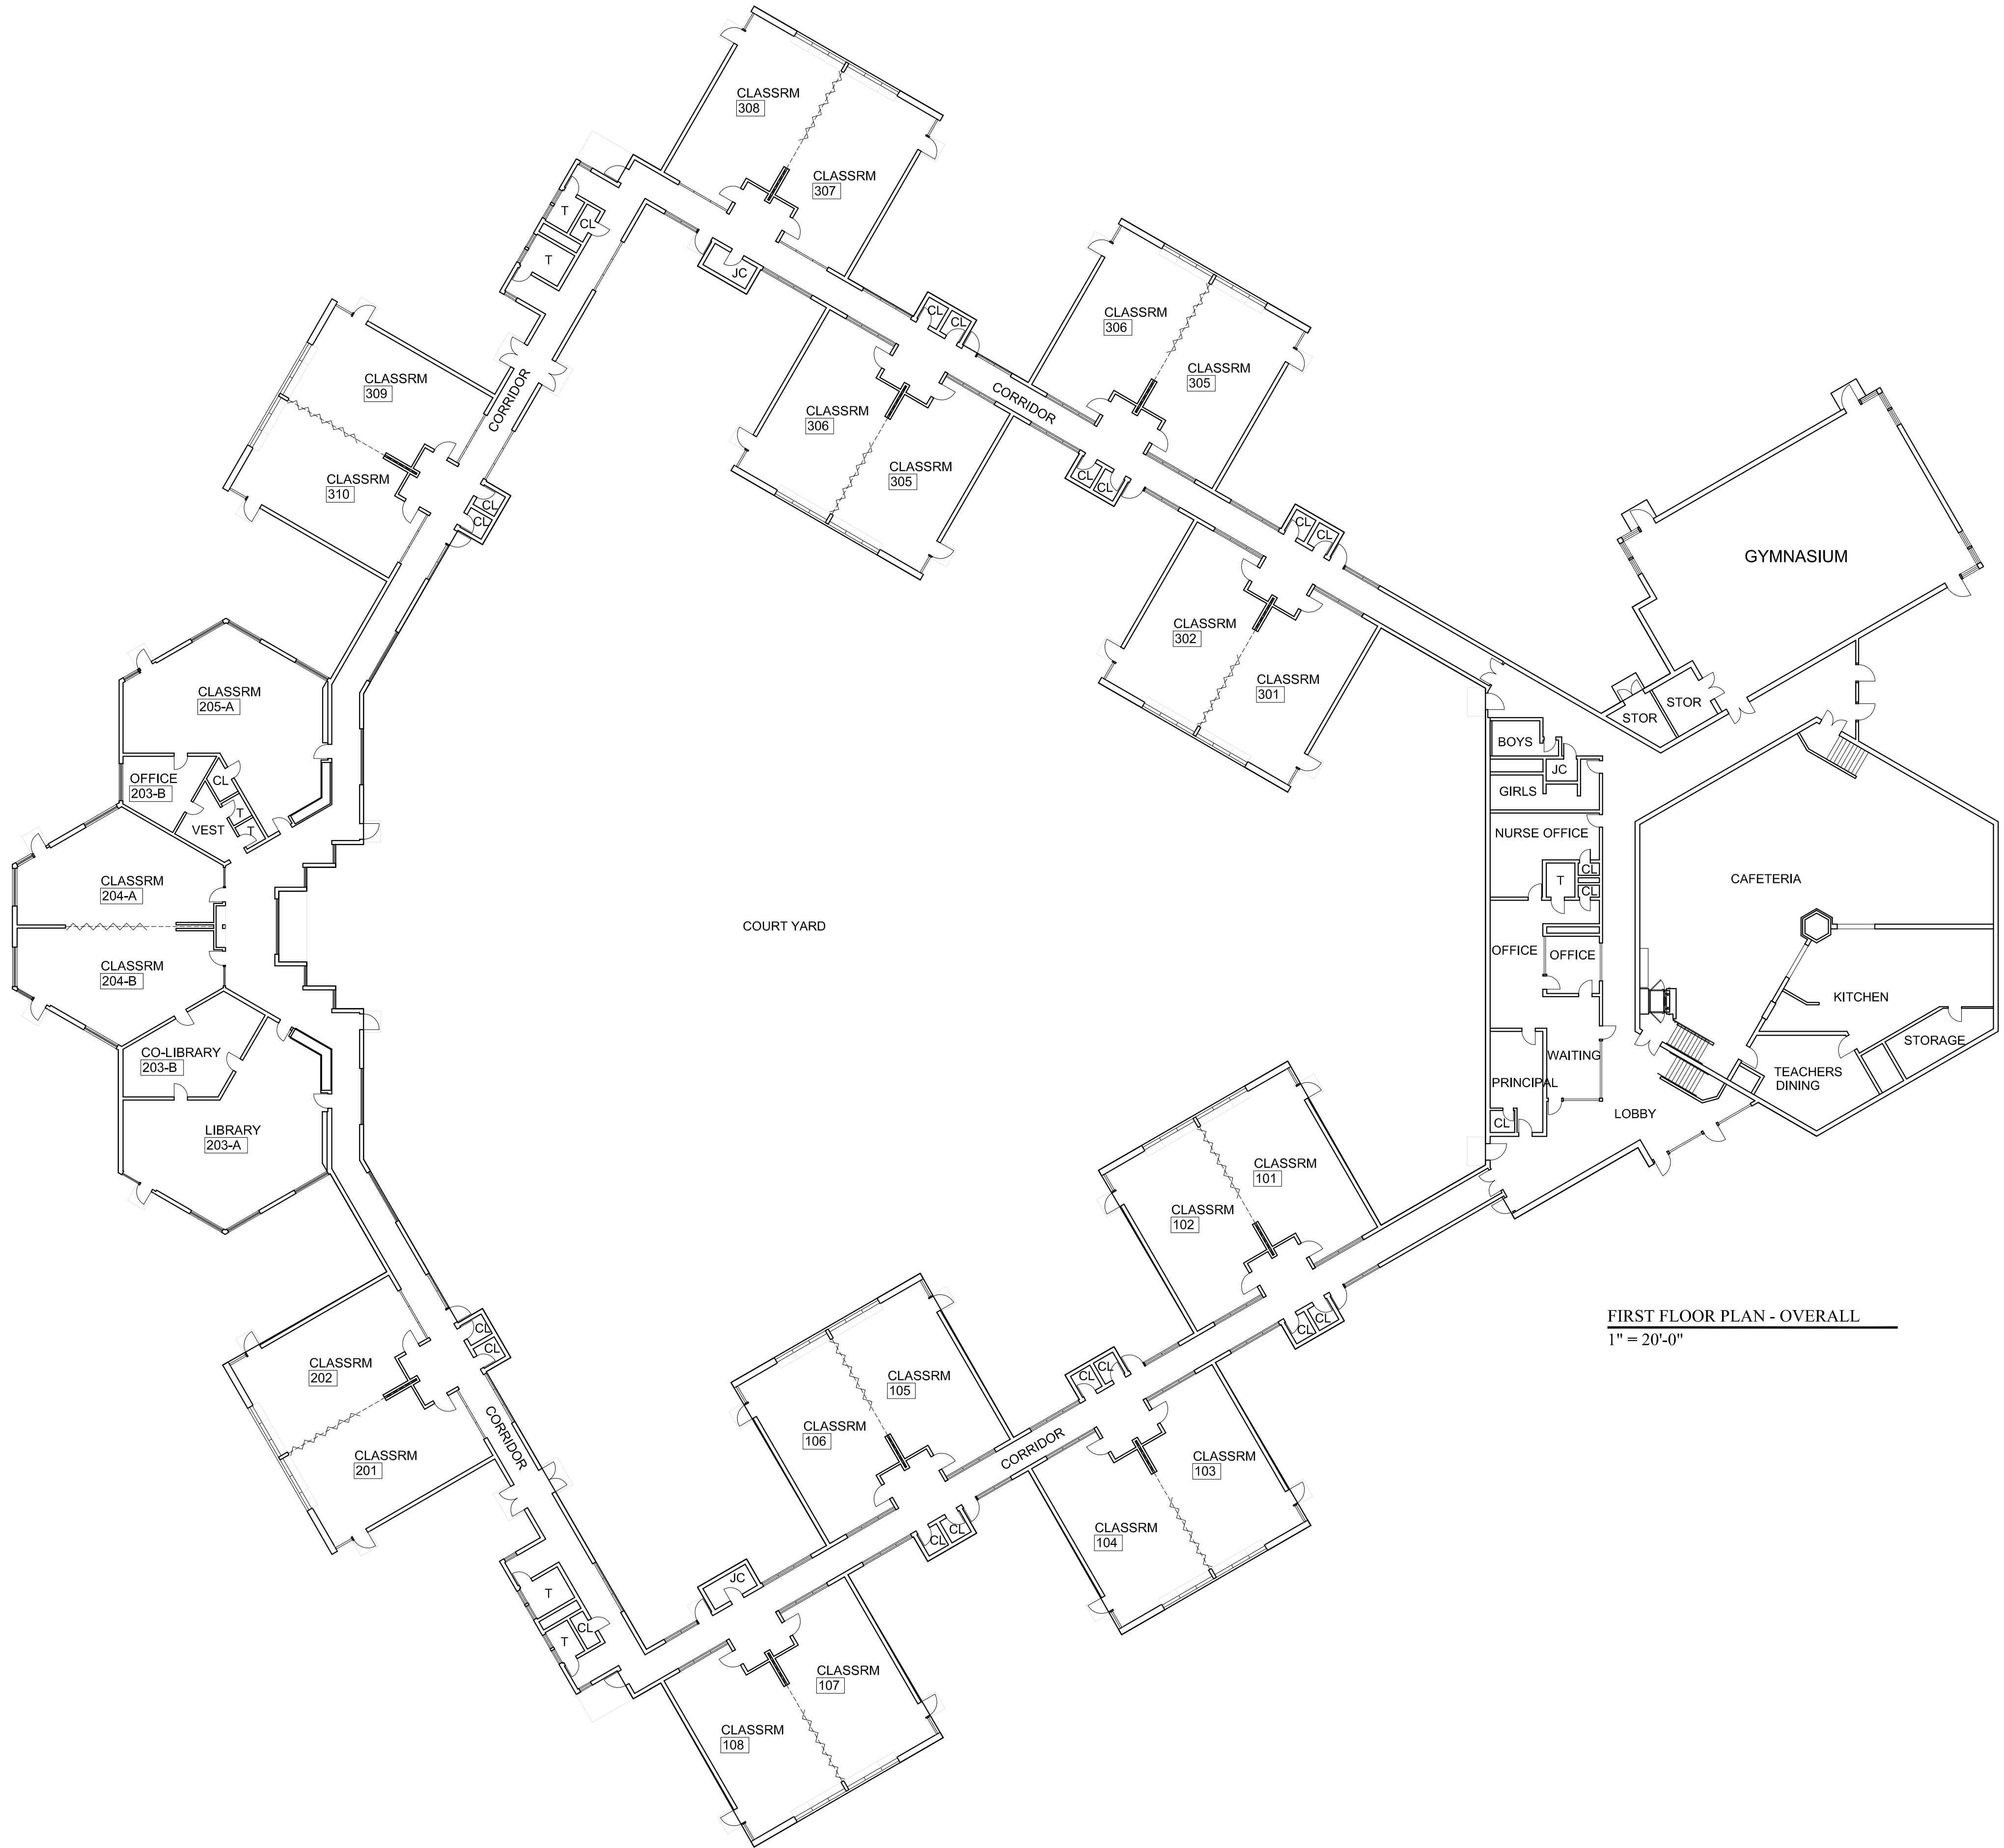 CLASSRM
308
CLASSRM
307
T
CL
T
JC
CLASSRM
309
CORRIDOR
CLASSRM
310
CL
CL
CL
CL
CLASSRM
306
CLASSRM
305
CORRIDOR
CLASSRM
306
CLASSRM
305
CL
CL
CL
CL
CLASSRM
302
CLASSRM
301
GYMNASIUM
STOR
STOR
BOYS
JC
GIRLS
NURSE OFFICE
CL
T
CL
OFFICE
OFFICE
WAITING
PRINCIPAL
CL
LOBBY
CAFETERIA
KITCHEN
STORAGE
TEACHERS
DINING
CLASSRM
205-A
OFFICE
203-B
CL
T
VEST
T
CLASSRM
204-A
COURT YARD
CLASSRM
204-B
CO-LIBRARY
203-B
LIBRARY
203-A
CLASSRM
101
CLASSRM
102
CL
CL
CLASSRM
202
CL
CL
CLASSRM
201
CORRIDOR
CLASSRM
105
CLASSRM
106
CL
CL
CORRIDOR
CLASSRM
103
CLASSRM
104
CL
CL
JC
T
CL
T
CLASSRM
107
CLASSRM
108
FIRST FLOOR PLAN - OVERALL
1" = 20'-0"